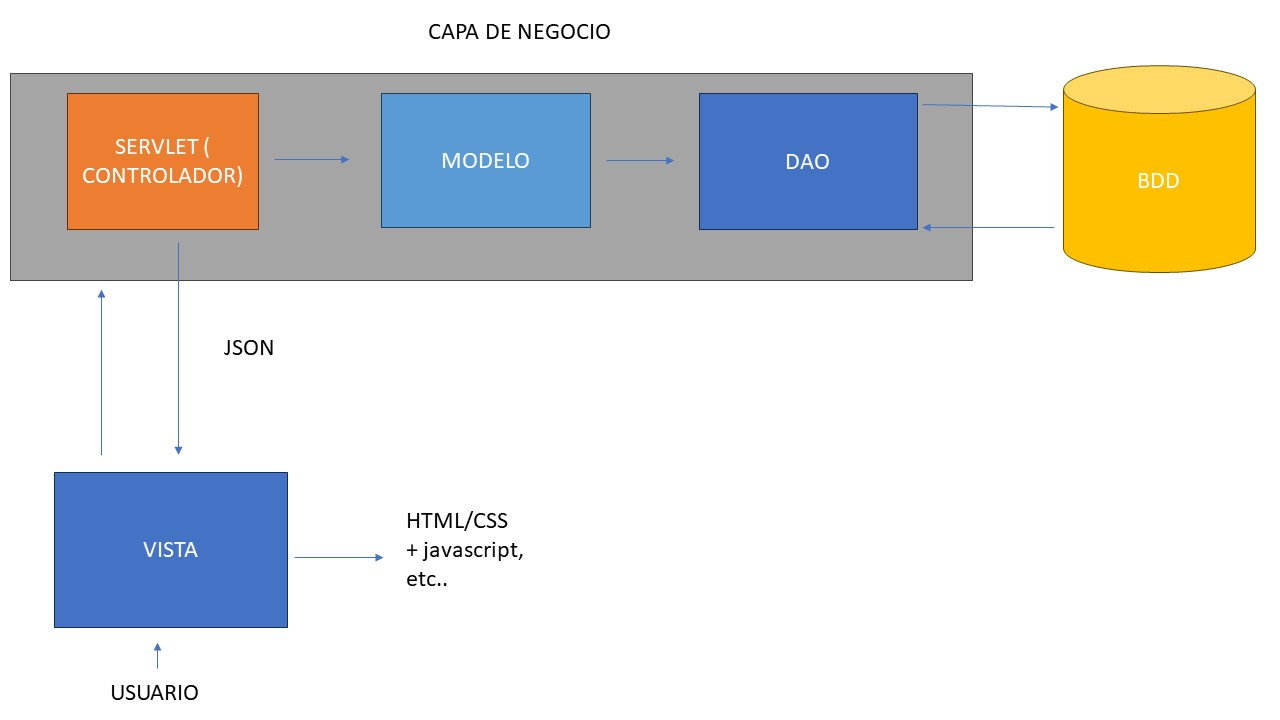 CAPA DE NEGOCIO
SERVLET (
CONTROLADOR)
MODELO
DAO
BDD
JSON
VISTA
HTML/CSS
+ javascript,
etc..
USUARIO